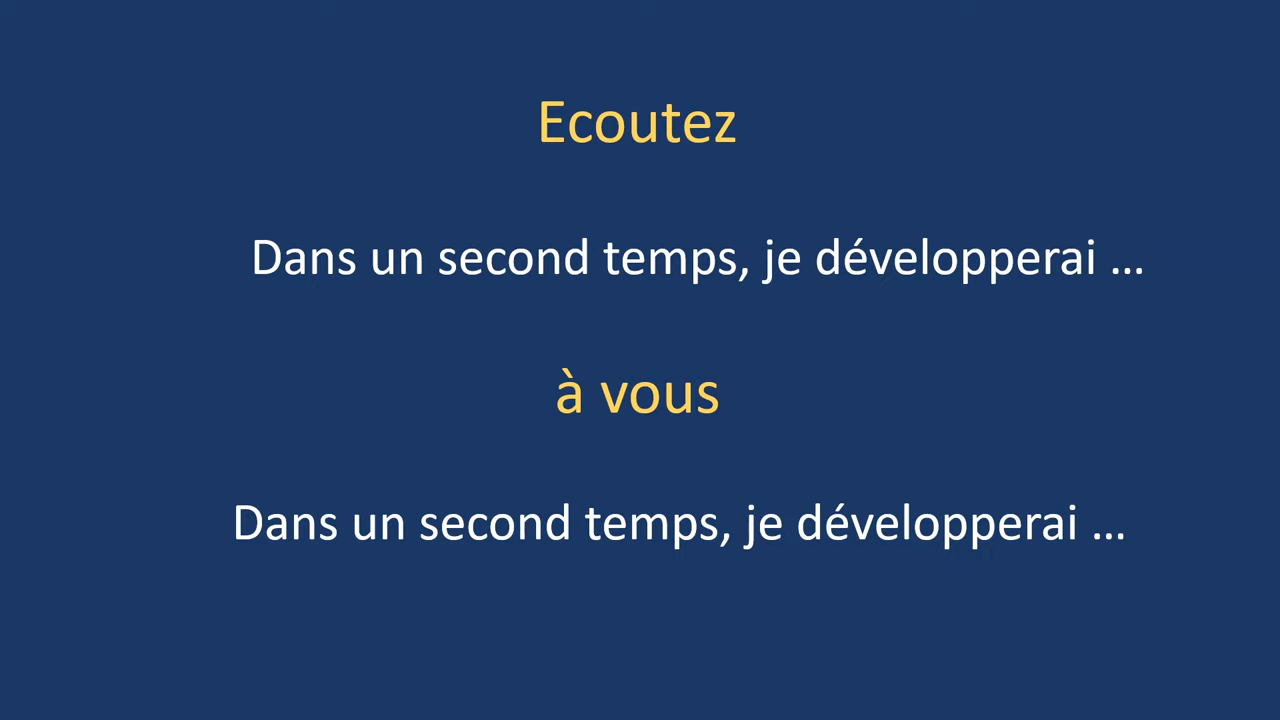 Ecoutez
Dans un second temps, je développerai ...
à vous
Dans un second temps, je développerai ...